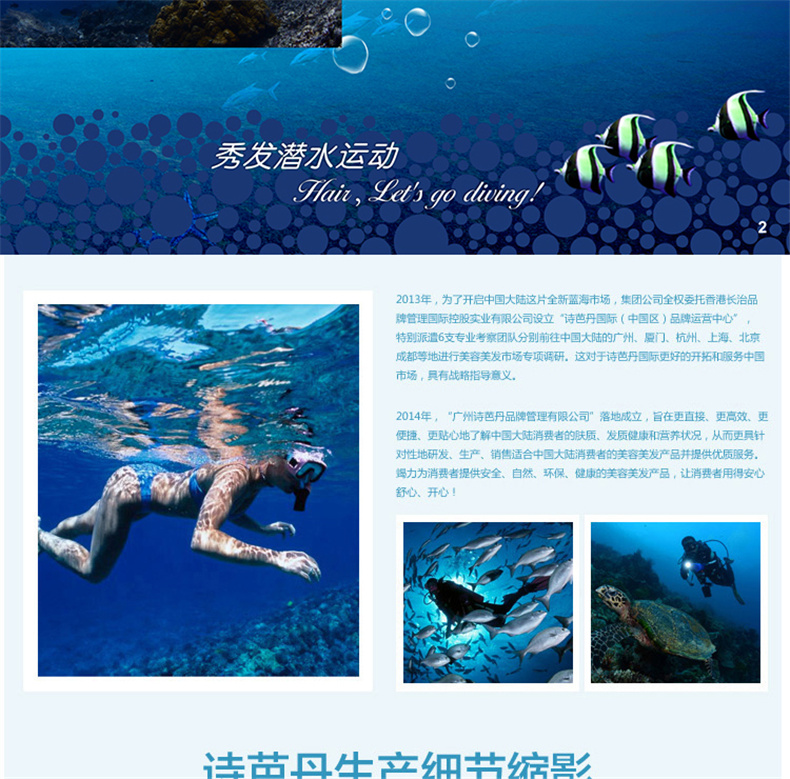 秀发潜水运动
Hair, Let's go diving!
2
2013年，为了开启中国大陆这片全新蓝海市场，集团公司全权委托香港长治品
牌管理国际控股实业有限公司设立“诗芭丹国际（中国区）品牌运营中心”，
特别派遣6支专业考察团队分别前往中国大陆的广州、厦门、杭州、上海、北京
成都等地进行美容美发市场专项调研。这对于诗芭丹国际更好的开拓和服务中国
市场，具有战略指导意义。
2014年，“广州诗芭丹品牌管理有限公司”落地成立，旨在更直接、更高效、更
便捷、更贴心地了解中国大陆消费者的肤质、发质健康和营养状况，从而更具针
对性地研发、生产、销售适合中国大陆消费者的美容美发产品并提供优质服务。
竭力为消费者提供安全、自然、环保、健康的美容美发产品，让消费者用得安心
舒心、开心！
诗芭丹生产细节缩影